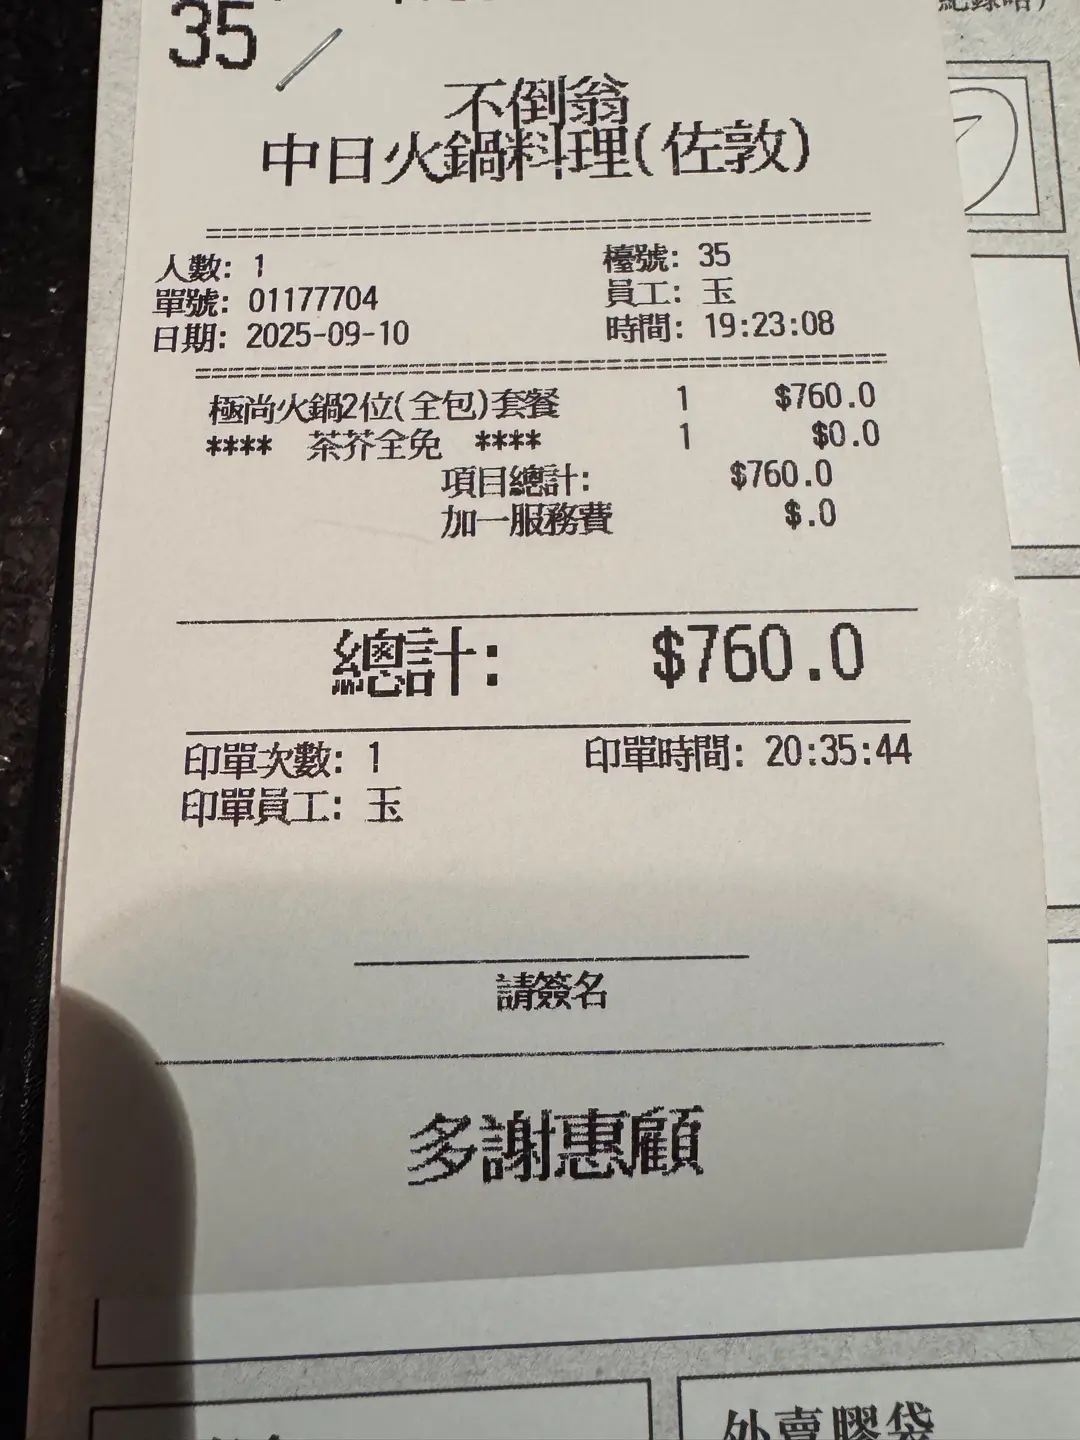 35
不倒翁
中日火鍋料理(佐敦)
人數: 1 檯號: 35
單號: 01177704 員工: 玉
日期: 2025-09-10 時間: 19:23:08
極尚火鍋2位(全包)套餐 1 $760.0
**** 茶芥全免 **** 1 $0.0
項目總計: $760.0
加一服務費 $.0
總計: $760.0
印單次數: 1 印單時間: 20:35:44
印單員工: 玉
請簽名
多謝惠顧
外賣膠袋